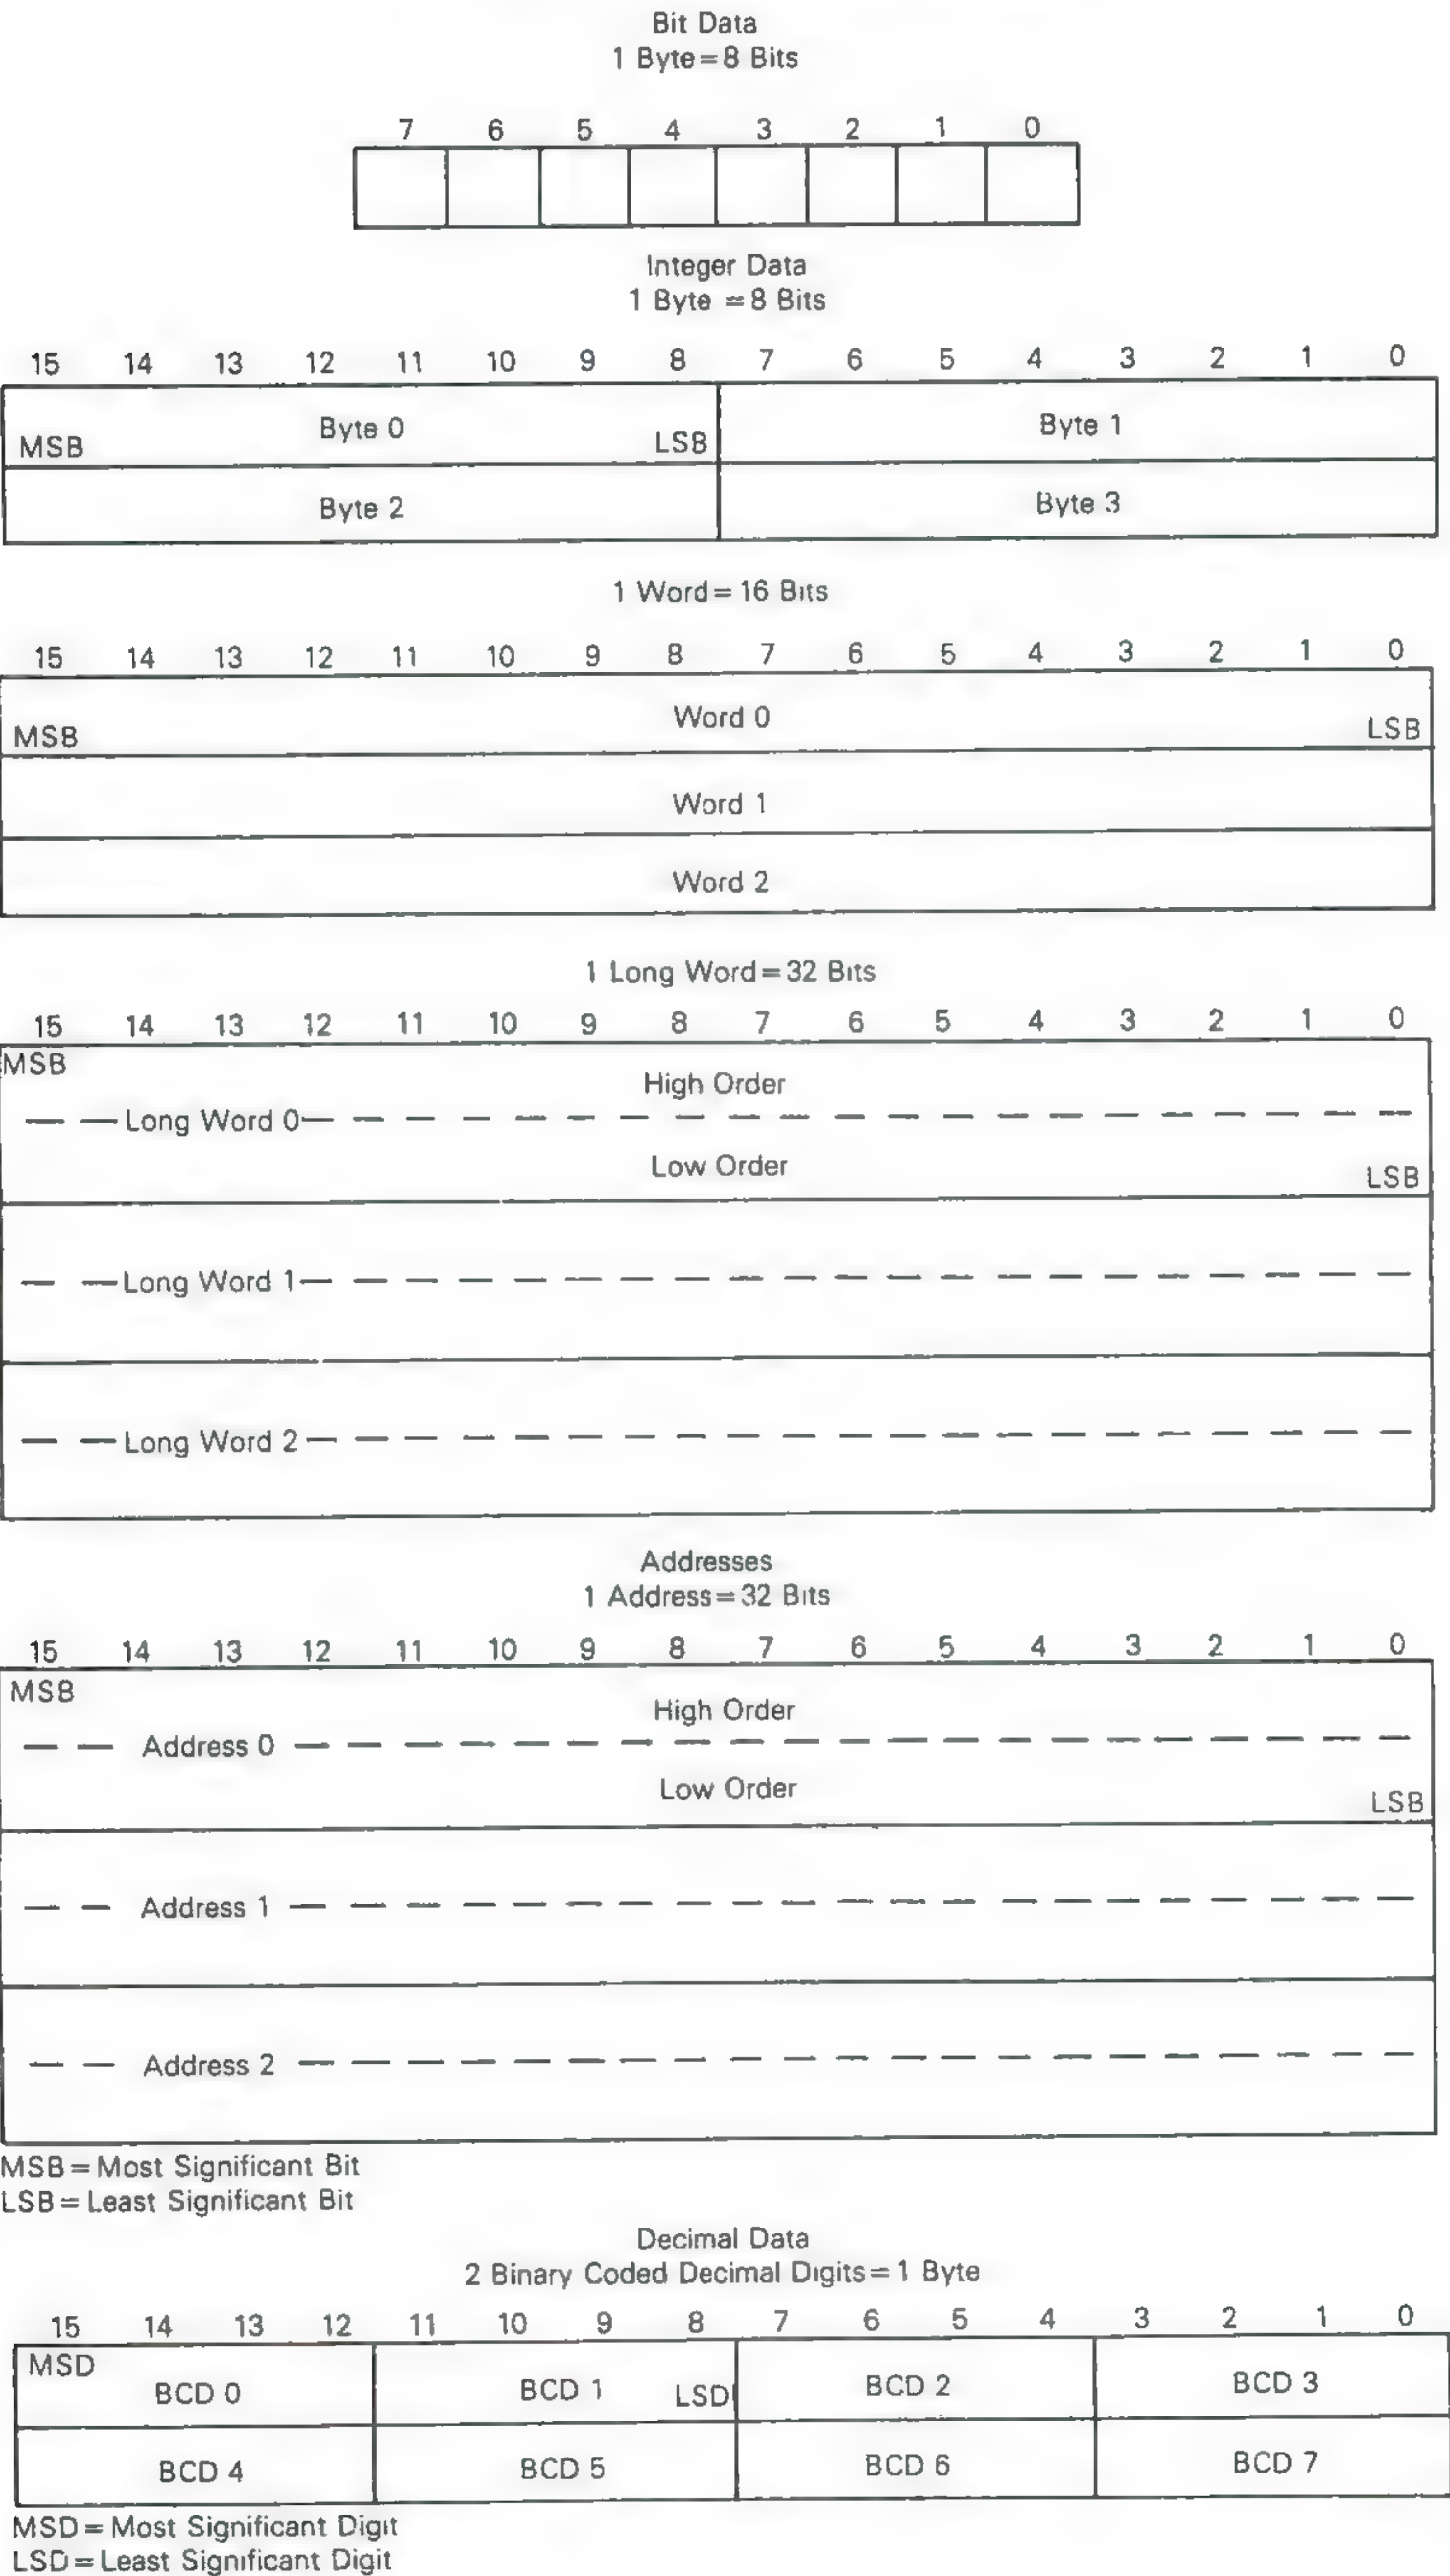 Bit Data
1 Byte=8 Bits
7 6 5 4 3 2 1 0
Integer Data
1 Byte =8 Bits
15 14 13 12 11 10 9 8 7 6 5 4 3 2 1 0
MSB Byte 0 LSB Byte 1
Byte 2 Byte 3
1 Word=16 Bits
15 14 13 12 11 10 9 8 7 6 5 4 3 2 1 0
MSB Word 0 LSB
Word 1
Word 2
1 Long Word=32 Bits
15 14 13 12 11 10 9 8 7 6 5 4 3 2 1 0
MSB
High Order
Long Word 0
Low Order
LSB
Long Word 1
Long Word 2
Addresses
1 Address=32 Bits
15 14 13 12 11 10 9 8 7 6 5 4 3 2 1 0
MSB
High Order
Address 0
Low Order
LSB
Address 1
Address 2
MSB=Most Significant Bit
LSB=Least Significant Bit
Decimal Data
2 Binary Coded Decimal Digits=1 Byte
15 14 13 12 11 10 9 8 7 6 5 4 3 2 1 0
MSD BCD 0 BCD 1 LSD BCD 2 BCD 3
BCD 4 BCD 5 BCD 6 BCD 7
MSD=Most Significant Digit
LSD=Least Significant Digit